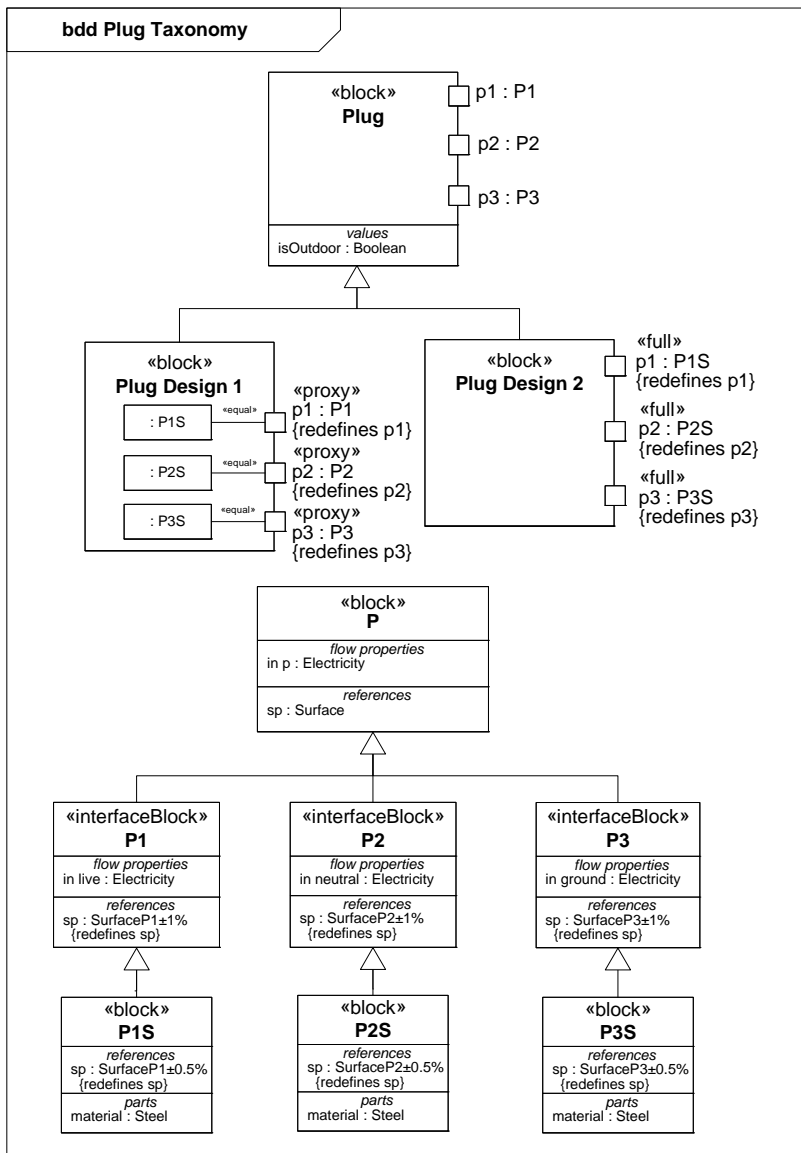 bdd Plug Taxonomy
«block»
Plug
p1 : P1
p2 : P2
p3 : P3
values
isOutdoor : Boolean
«block»
Plug Design 1
: P1S
«equal»
: P2S
«equal»
: P3S
«equal»
«proxy»
p1 : P1
{redefines p1}
«proxy»
p2 : P2
{redefines p2}
«proxy»
p3 : P3
{redefines p3}
«block»
Plug Design 2
«full»
p1 : P1S
{redefines p1}
«full»
p2 : P2S
{redefines p2}
«full»
p3 : P3S
{redefines p3}
«block»
P
flow properties
in p : Electricity
references
sp : Surface
«interfaceBlock»
P1
flow properties
in live : Electricity
references
sp : SurfaceP1±1%
{redefines sp}
«interfaceBlock»
P2
flow properties
in neutral : Electricity
references
sp : SurfaceP2±1%
{redefines sp}
«interfaceBlock»
P3
flow properties
in ground : Electricity
references
sp : SurfaceP3±1%
{redefines sp}
«block»
P1S
references
sp : SurfaceP1±0.5%
{redefines sp}
parts
material : Steel
«block»
P2S
references
sp : SurfaceP2±0.5%
{redefines sp}
parts
material : Steel
«block»
P3S
references
sp : SurfaceP3±0.5%
{redefines sp}
parts
material : Steel